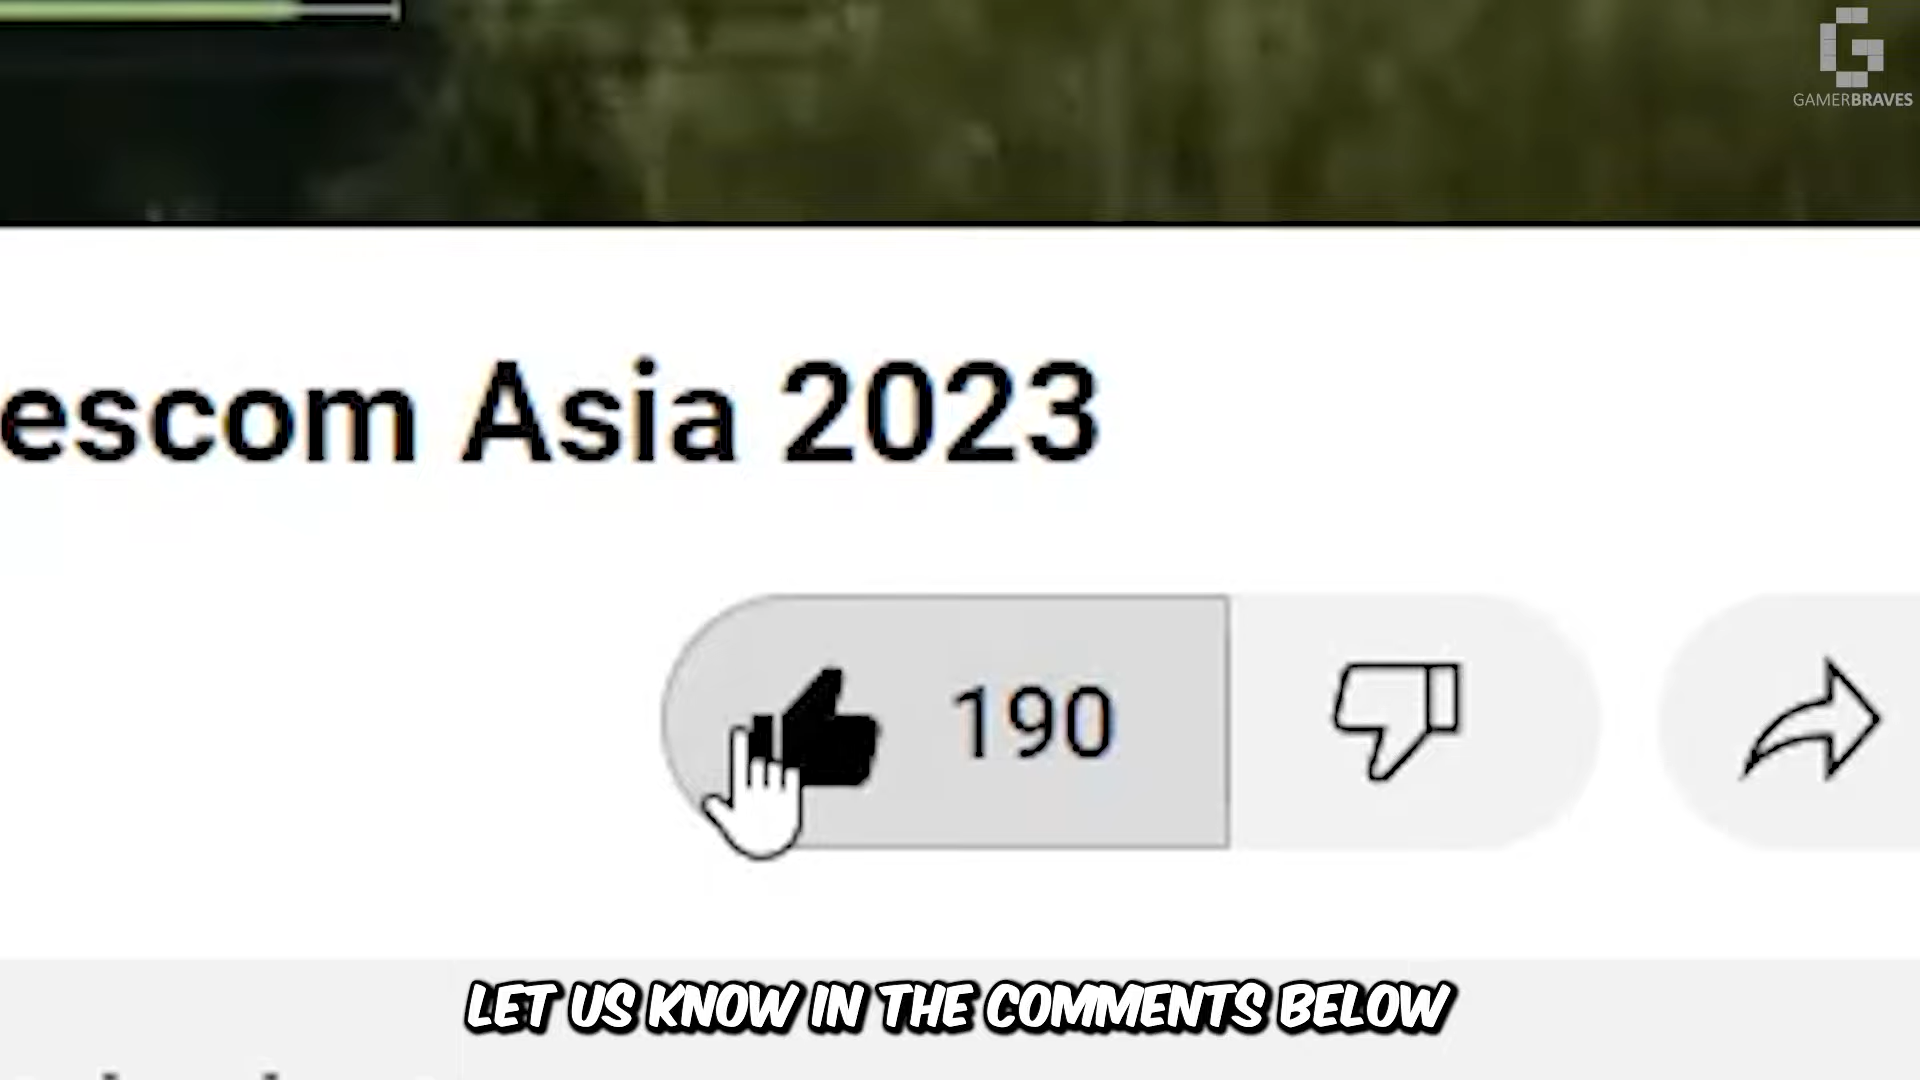 GAMERBRAVES
escom Asia 2023
190
LET US KNOW IN THE COMMENTS BELOW